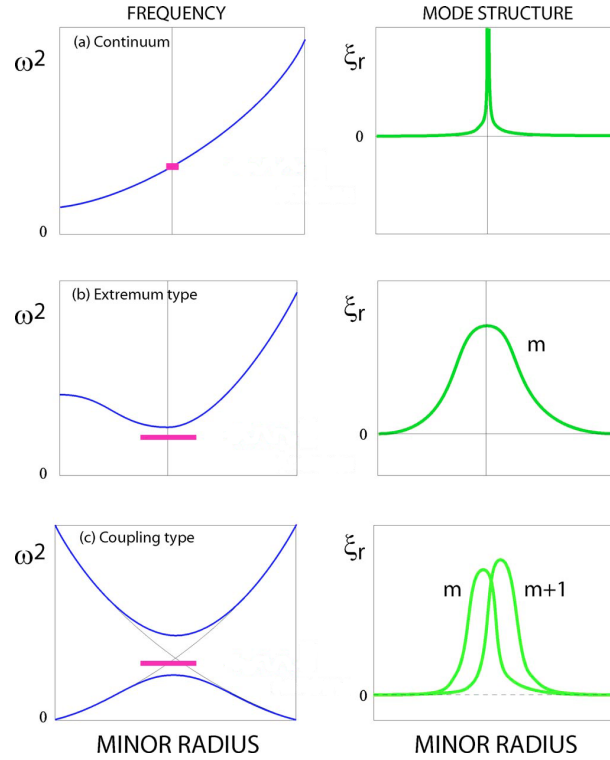 FREQUENCY
MODE STRUCTURE
(a) Continuum
ω2
0
ξr
0
(b) Extremum type
ω2
0
ξr
m
0
(c) Coupling type
ω2
0
ξr
m
m+1
0
MINOR RADIUS
MINOR RADIUS